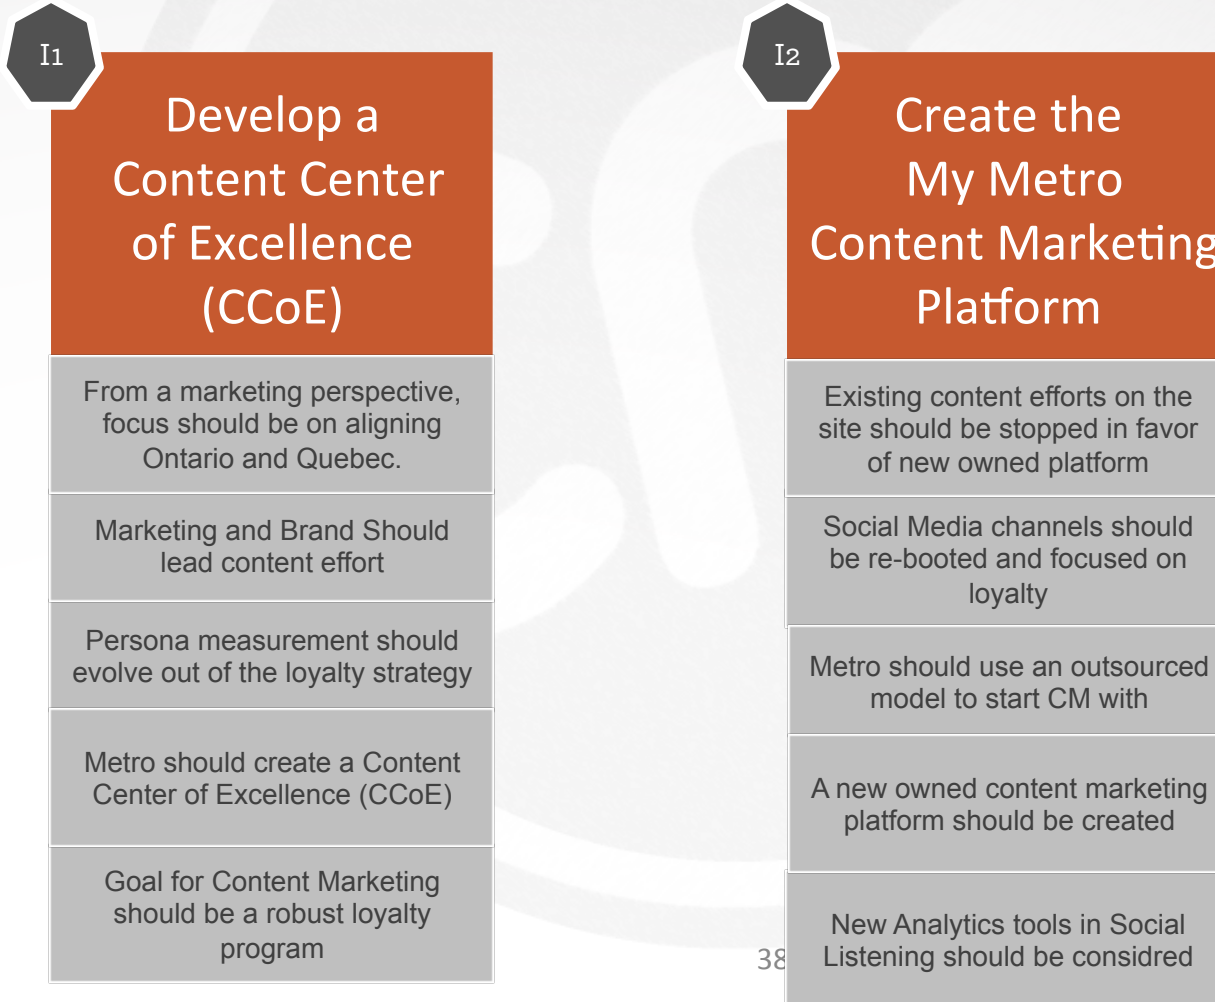 I1
Develop a
Content Center
of Excellence
(CCoE)
From a marketing perspective,
focus should be on aligning
Ontario and Quebec.
Marketing and Brand Should
lead content effort
Persona measurement should
evolve out of the loyalty strategy
Metro should create a Content
Center of Excellence (CCoE)
Goal for Content Marketing
should be a robust loyalty
program
I2
Create the
My Metro
Content Marketing
Platform
Existing content efforts on the
site should be stopped in favor
of new owned platform
Social Media channels should
be re-booted and focused on
loyalty
Metro should use an outsourced
model to start CM with
A new owned content marketing
platform should be created
New Analytics tools in Social
Listening should be considred
38